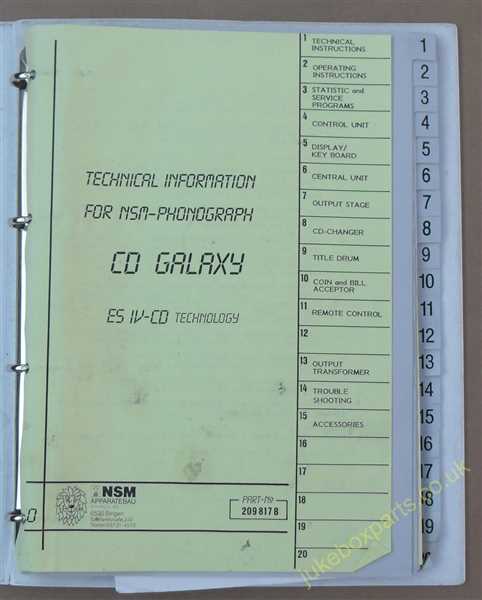 TECHNICAL INFORMATION
FOR NSM-PHONOGRAPH
CD GALAXY
ES IV-CD TECHNOLOGY
NSM
APPARATEBAU
6530 Bingen
PART-No
209 817 B
1 TECHNICAL
INSTRUCTIONS
2 OPERATING
INSTRUCTIONS
3 STATISTIC and
SERVICE
PROGRAMS
4
CONTROL UNIT
5 DISPLAY/
KEY BOARD
6
CENTRAL UNIT
7
OUTPUT STAGE
8
CD-CHANGER
9
TITLE DRUM
10 COIN and BILL
ACCEPTOR
11
REMOTE CONTROL
12
13 OUTPUT
TRANSFORMER
14 TROUBLE
SHOOTING
15
ACCESSORIES
16
17
18
19
20
1
2
3
4
5
6
7
8
9
10
11
12
13
14
15
16
17
18
19
jukeboxparts.co.uk